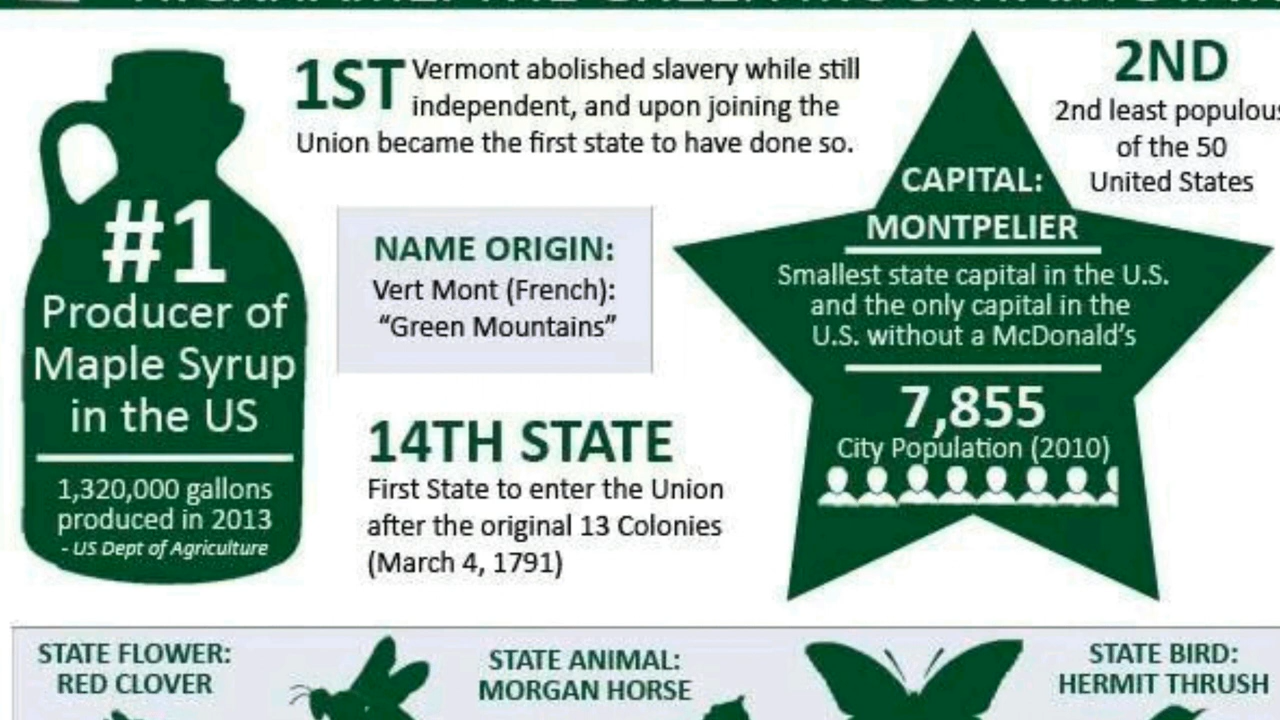 #1
Producer of
Maple Syrup
in the US
1,320,000 gallons
produced in 2013
- US Dept of Agriculture
1ST Vermont abolished slavery while still
independent, and upon joining the
Union became the first state to have done so.
NAME ORIGIN:
Vert Mont (French):
“Green Mountains”
14TH STATE
First State to enter the Union
after the original 13 Colonies
(March 4, 1791)
2ND
2nd least populous
of the 50
United States
CAPITAL:
MONTPELIER
Smallest state capital in the U.S.
and the only capital in the
U.S. without a McDonald’s
7,855
City Population (2010)
STATE FLOWER:
RED CLOVER
STATE ANIMAL:
MORGAN HORSE
STATE BIRD:
HERMIT THRUSH